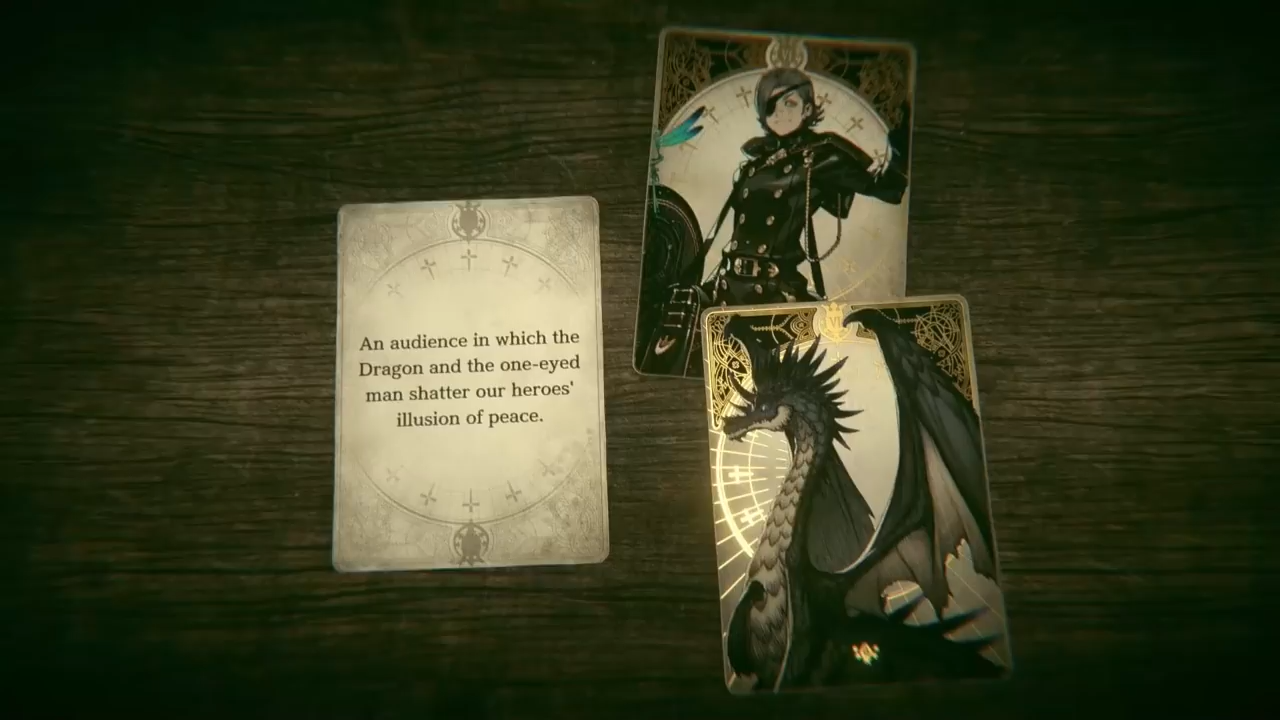 An audience in which the
Dragon and the one-eyed
man shatter our heroes'
illusion of peace.